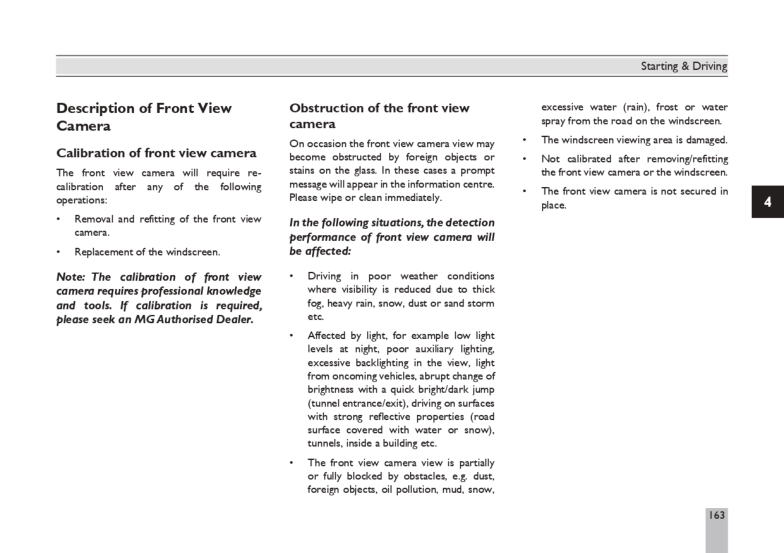 Starting & Driving
Description of Front View
Camera
Calibration of front view camera
The front view camera will require re-
calibration after any of the following
operations:
• Removal and refitting of the front view
camera.
• Replacement of the windscreen.
Note: The calibration of front view
camera requires professional knowledge
and tools. If calibration is required,
please seek an MG Authorised Dealer.
Obstruction of the front view
camera
On occasion the front view camera view may
become obstructed by foreign objects or
stains on the glass. In these cases a prompt
message will appear in the information centre.
Please wipe or clean immediately.
In the following situations, the detection
performance of front view camera will
be affected:
• Driving in poor weather conditions
where visibility is reduced due to thick
fog, heavy rain, snow, dust or sand storm
etc.
• Affected by light, for example low light
levels at night, poor auxiliary lighting,
excessive backlighting in the view, light
from oncoming vehicles, abrupt change of
brightness with a quick bright/dark jump
(tunnel entrance/exit), driving on surfaces
with strong reflective properties (road
surface covered with water or snow),
tunnels, inside a building etc.
• The front view camera view is partially
or fully blocked by obstacles, e.g. dust,
foreign objects, oil pollution, mud, snow,
excessive water (rain), frost or water
spray from the road on the windscreen.
• The windscreen viewing area is damaged.
• Not calibrated after removing/refitting
the front view camera or the windscreen.
• The front view camera is not secured in
place.
4
163